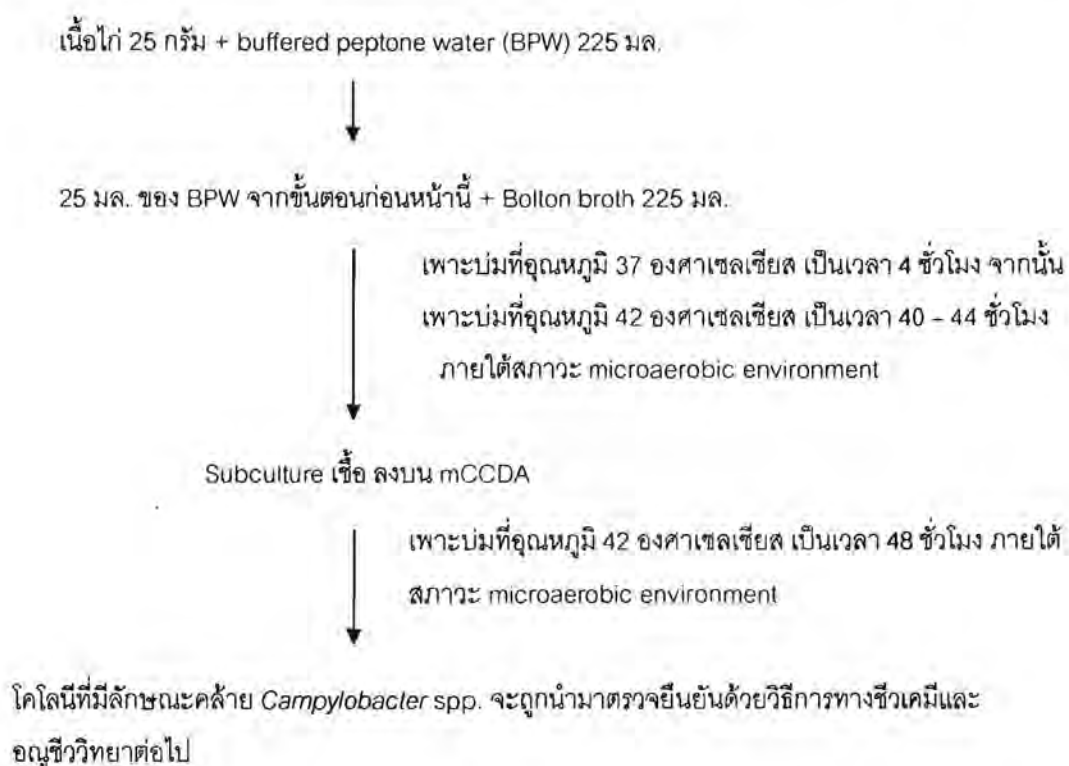 เนื้อไก่ 25 กรัม + buffered peptone water (BPW) 225 มล.
25 มล. ของ BPW จากขั้นตอนก่อนหน้านี้ + Bolton broth 225 มล.
เพาะบ่มที่อุณหภูมิ 37 องศาเซลเซียส เป็นเวลา 4 ชั่วโมง จากนั้น
เพาะบ่มที่อุณหภูมิ 42 องศาเซลเซียส เป็นเวลา 40 – 44 ชั่วโมง
ภายใต้สภาวะ microaerobic environment
Subculture เชื้อ ลงบน mCCDA
เพาะบ่มที่อุณหภูมิ 42 องศาเซลเซียส เป็นเวลา 48 ชั่วโมง ภายใต้
สภาวะ microaerobic environment
โคโลนีที่มีลักษณะคล้าย Campylobacter spp. จะถูกนำมาตรวจยืนยันด้วยวิธีการทางชีวเคมีและ
อณูชีววิทยาต่อไป